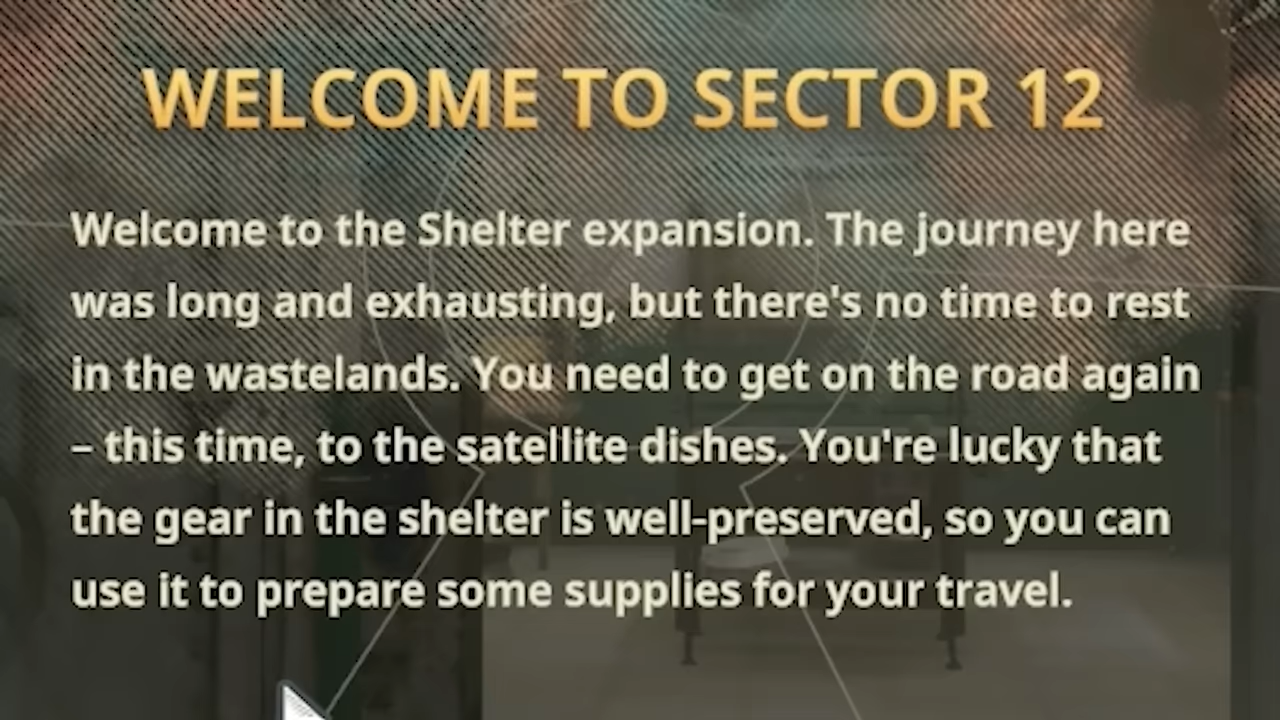 WELCOME TO SECTOR 12
Welcome to the Shelter expansion. The journey here
was long and exhausting, but there's no time to rest
in the wastelands. You need to get on the road again
– this time, to the satellite dishes. You're lucky that
the gear in the shelter is well-preserved, so you can
use it to prepare some supplies for your travel.